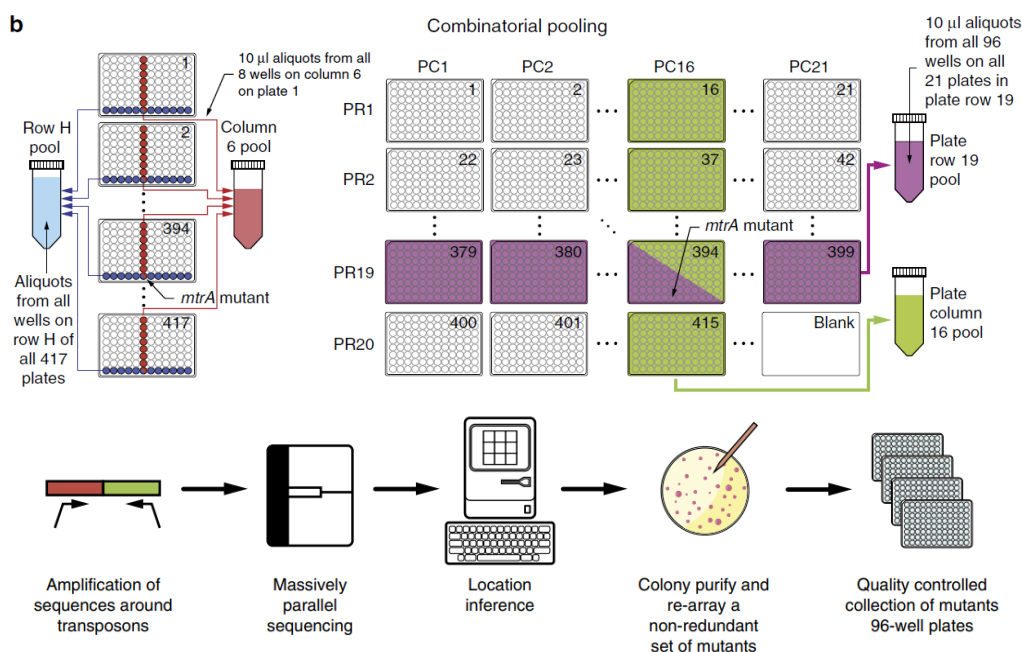 b
Combinatorial pooling
1
10 µl aliquots from all
8 wells on column 6
on plate 1
2
394
417
Row H
pool
Column
6 pool
mtrA mutant
Aliquots
from all
wells on
row H of
all 417
plates
PC1
PC2
PC16
PC21
PR1
1
2
16
21
PR2
22
23
37
42
mtrA mutant
PR19
379
380
394
399
PR20
400
401
415
Blank
10 µl aliquots
from all 96
wells on all
21 plates in
plate row 19
Plate
row 19
pool
Plate
column
16 pool
Amplification of
sequences around
transposons
Massively
parallel
sequencing
Location
inference
Colony purify and
re-array a
non-redundant
set of mutants
Quality controlled
collection of mutants
96-well plates